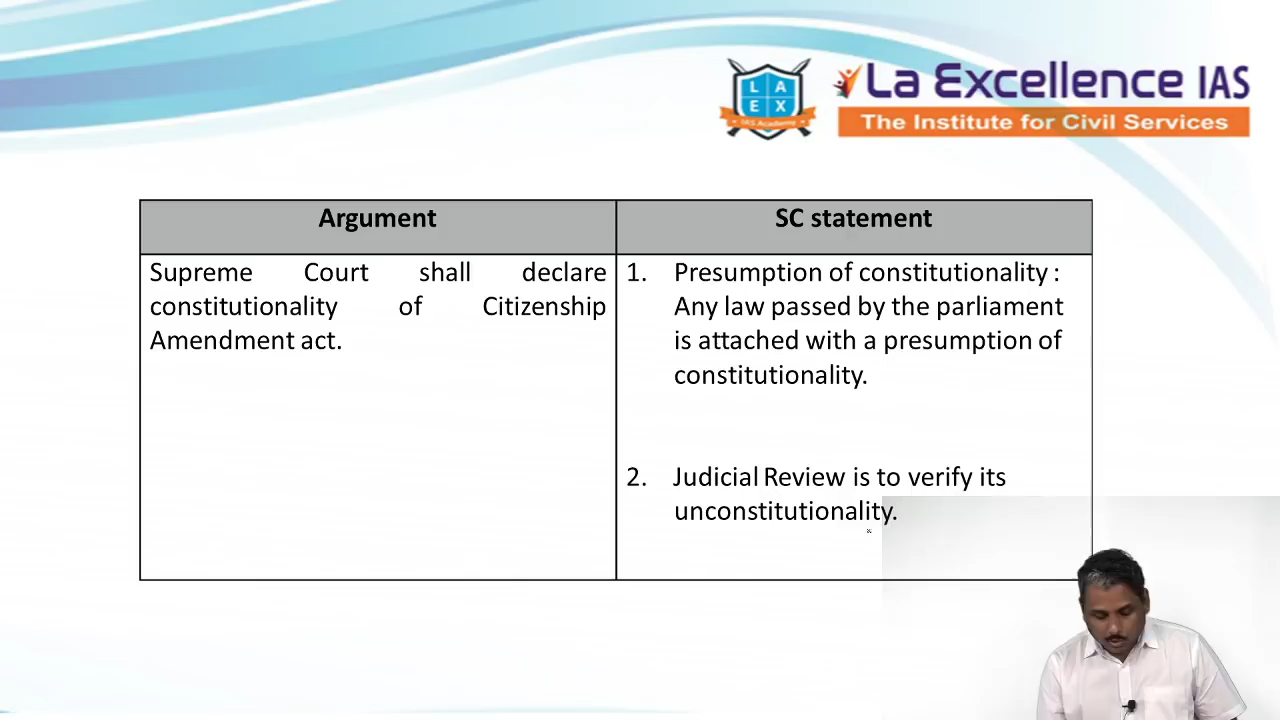 L A
E X
IAS Academy
La Excellence IAS
The Institute for Civil Services
Argument
SC statement
Supreme Court shall declare
constitutionality of Citizenship
Amendment act.
1. Presumption of constitutionality :
Any law passed by the parliament
is attached with a presumption of
constitutionality.
2. Judicial Review is to verify its
unconstitutionality.